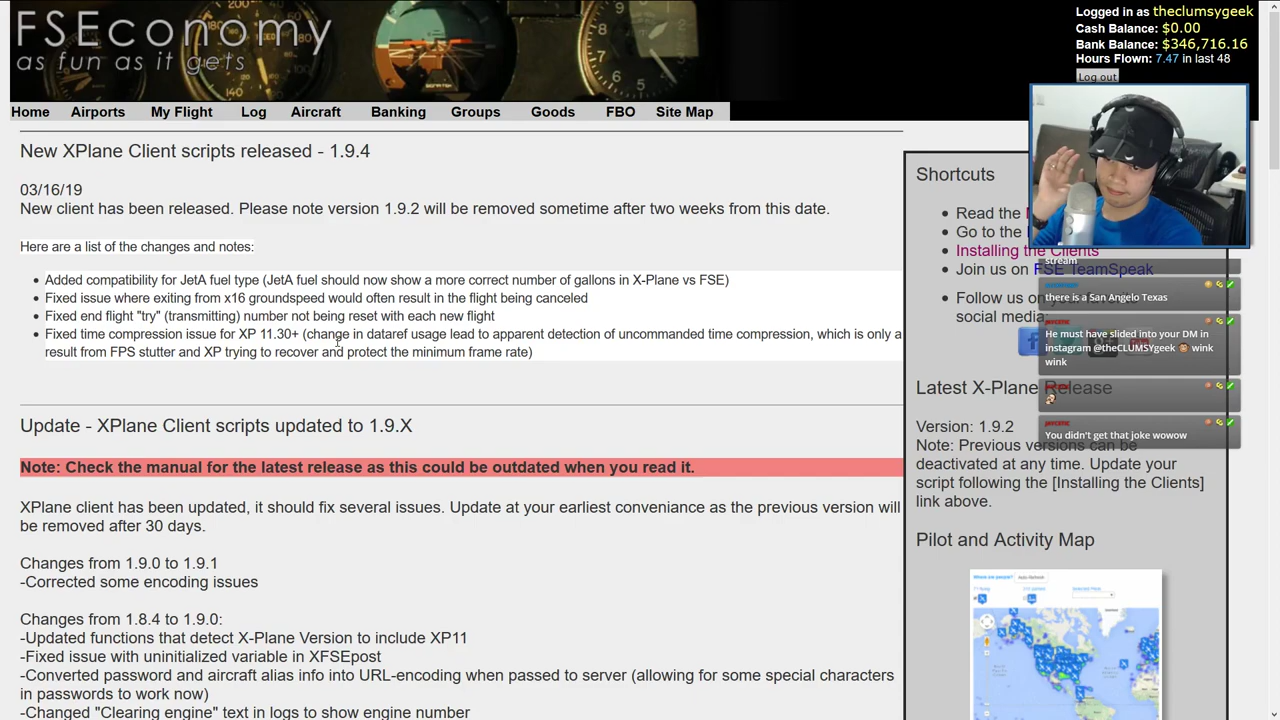 FSEconomy
as fun as it gets
Logged in as theclumsygeek
Cash Balance: $0.00
Bank Balance: $346,716.16
Hours Flown: 7.47 in last 48
Log out
Home Airports My Flight Log Aircraft Banking Groups Goods FBO Site Map
New XPlane Client scripts released - 1.9.4
03/16/19
New client has been released. Please note version 1.9.2 will be removed sometime after two weeks from this date.
Here are a list of the changes and notes:
Added compatibility for JetA fuel type (JetA fuel should now show a more correct number of gallons in X-Plane vs FSE)
Fixed issue where exiting from x16 groundspeed would often result in the flight being canceled
Fixed end flight "try" (transmitting) number not being reset with each new flight
Fixed time compression issue for XP 11.30+ (change dataref usage lead to apparent detection of uncommanded time compression, which is only a
result from FPS stutter and XP trying to recover and protect the minimum frame rate)
Update - XPlane Client scripts updated to 1.9.X
Note: Check the manual for the latest release as this could be outdated when you read it.
XPlane client has been updated, it should fix several issues. Update at your earliest convenience as the previous version will
be removed after 30 days.
Changes from 1.9.0 to 1.9.1
-Corrected some encoding issues
Changes from 1.8.4 to 1.9.0:
-Updated functions that detect X-Plane Version to include XP11
-Fixed issue with uninitialized variable in XFSEpost
-Converted password and aircraft alias info into URL-encoding when passed to server (allowing for some special characters
in passwords to work now)
-Changed "Clearing engine" text in logs to show engine number
Shortcuts
Read the
Go to the
Installing the Clients
Join us on FSE TeamSpeak
Follow us on
social media:
stream
there is a San Angelo Texas
He must have slided into your DM in
instagram @theCLUMSYgeek wink
wink
You didn't get that joke wowow
Latest X-Plane Release
Version: 1.9.2
Note: Previous versions can be
deactivated at any time. Update your
script following the [Installing the Clients]
link above.
Pilot and Activity Map